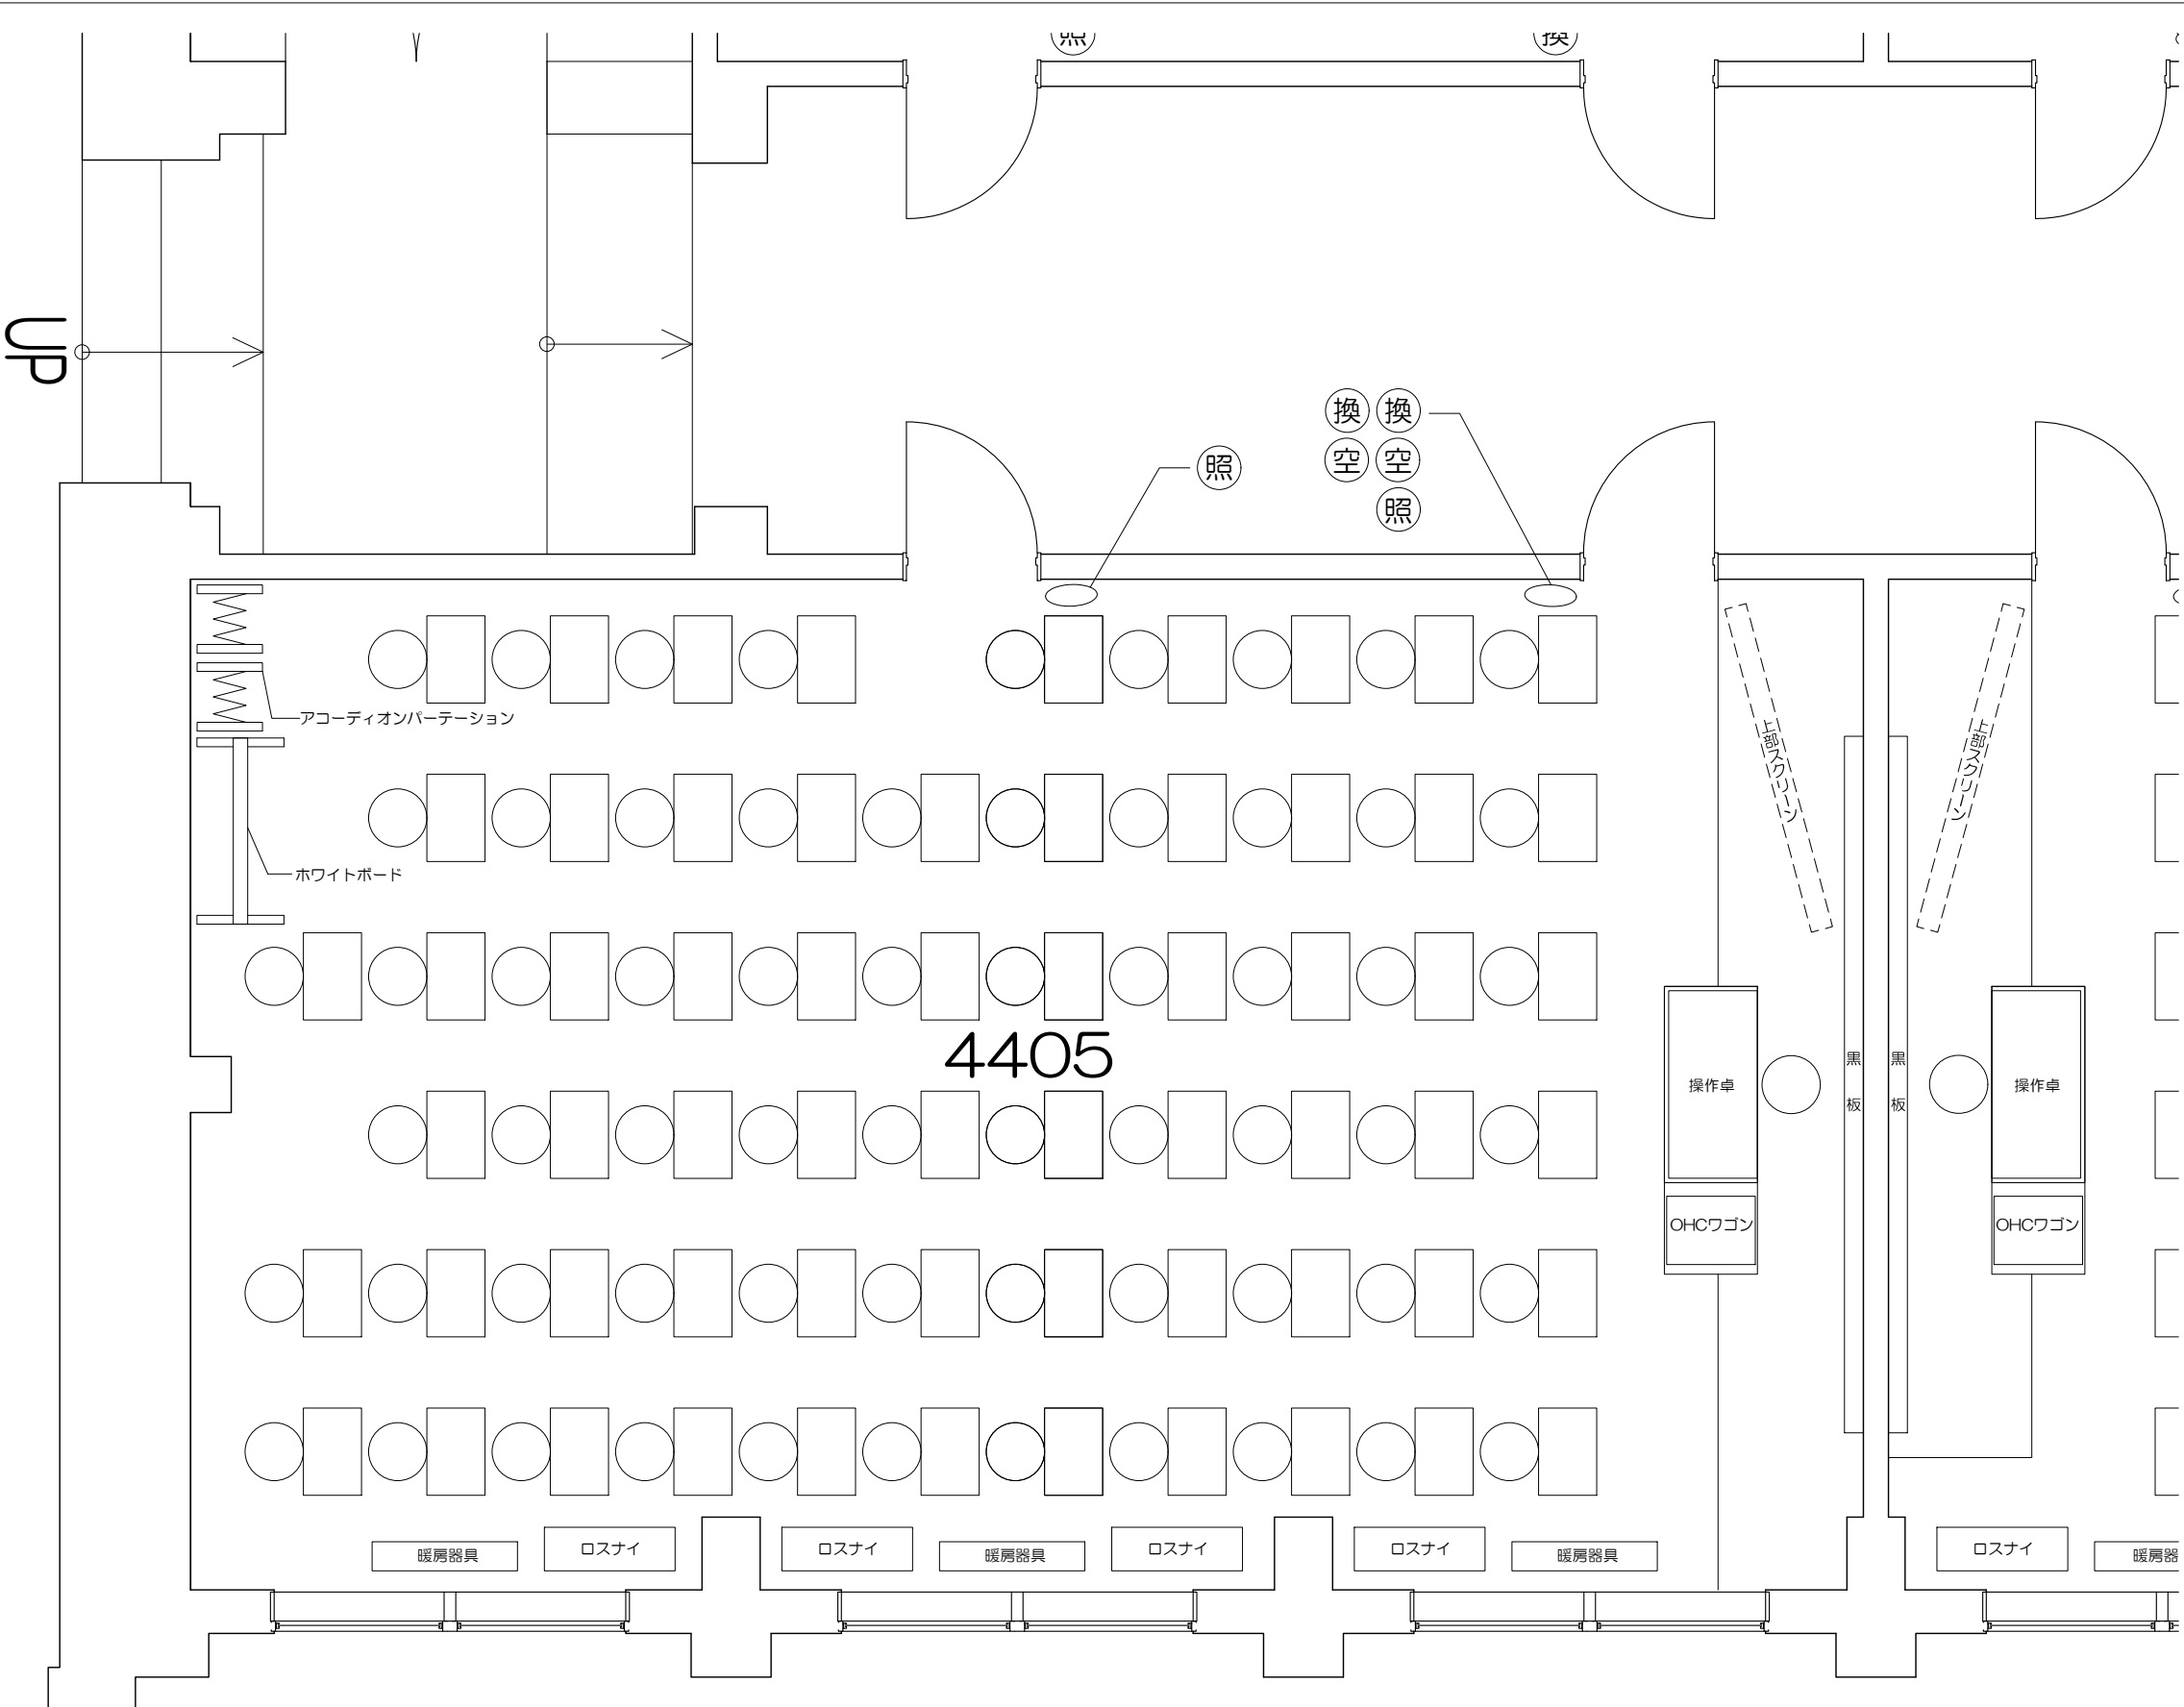 照
換
UP
換 換
空 空
照
照
アコーディオンパーテーション
上部スクリーン
上部スクリーン
ホワイトボード
4405
黒板
黒板
操作卓
操作卓
OHCワゴン
OHCワゴン
暖房器具
ロスナイ
ロスナイ
暖房器具
ロスナイ
ロスナイ
暖房器具
ロスナイ
暖房器